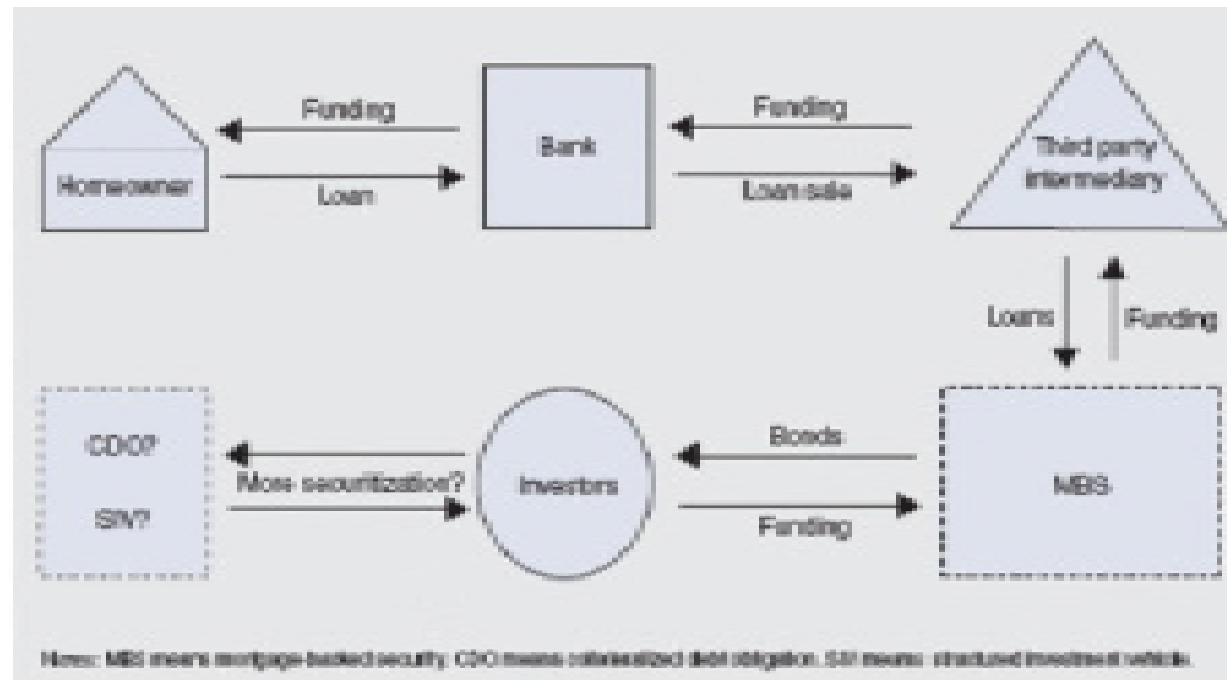 Funding
Homeowner
Loan
Bank
Funding
Loan sale
Third party
intermediary
Loans
Funding
CDO?
SIV?
More securitization?
Investors
Bonds
Funding
MBS
Notes: MBS means mortgage-backed security. CDO means collateralized debt obligation. SIV means structured investment vehicle.